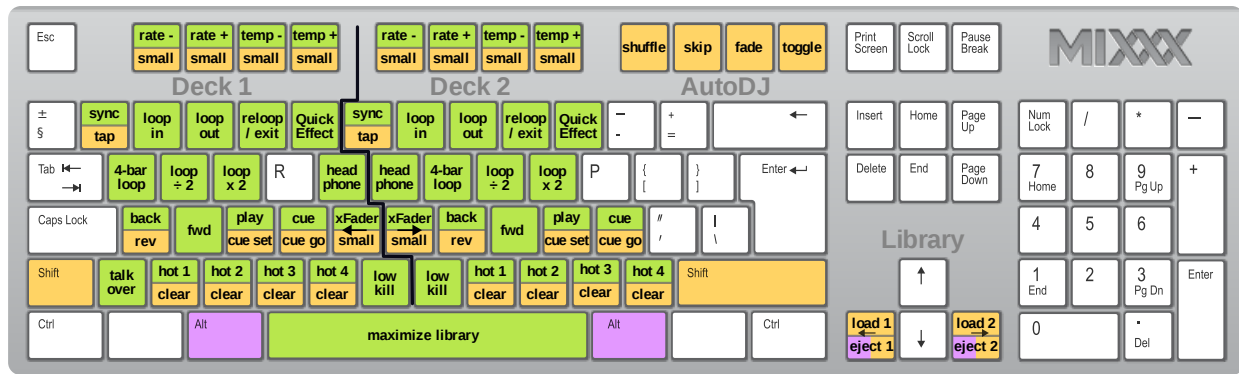 Esc
rate -
small
rate +
small
temp -
small
temp +
small
rate -
small
rate +
small
temp -
small
temp +
small
shuffle
skip
fade
toggle
Print
Screen
Scroll
Lock
Pause
Break
MIXXX
Deck 1
Deck 2
AutoDJ
±
§
sync
tap
loop
in
loop
out
reloop
/ exit
Quick
Effect
sync
tap
loop
in
loop
out
reloop
/ exit
Quick
Effect
–
-
+
=
←
Insert
Home
Page
Up
Num
Lock
/
*
—
Tab
4-bar
loop
loop
÷ 2
loop
x 2
R
head
phone
head
phone
4-bar
loop
loop
÷ 2
loop
x 2
P
{
[
}
]
Enter ↵
Delete
End
Page
Down
7
Home
8
9
Pg Up
+
Caps Lock
back
rev
fwd
play
cue set
cue
cue go
xFader
←
small
xFader
→
small
back
rev
fwd
play
cue set
cue
cue go
"
'
|
\
Library
4
5
6
Shift
talk
over
hot 1
clear
hot 2
clear
hot 3
clear
hot 4
clear
low
kill
low
kill
hot 1
clear
hot 2
clear
hot 3
clear
hot 4
clear
Shift
↑
1
End
2
3
Pg Dn
Enter
Ctrl
Alt
maximize library
Alt
Ctrl
load 1
←
eject 1
↓
load 2
→
eject 2
0
.
Del